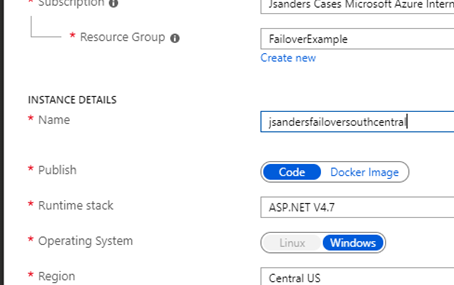 * Subscription
Jsanders Cases Microsoft Azure Intern
* Resource Group
FailoverExample
Create new
INSTANCE DETAILS
* Name
jsandersfailoversouthcentral
* Publish
Code Docker Image
* Runtime stack
ASP.NET V4.7
* Operating System
Linux Windows
* Region
Central US